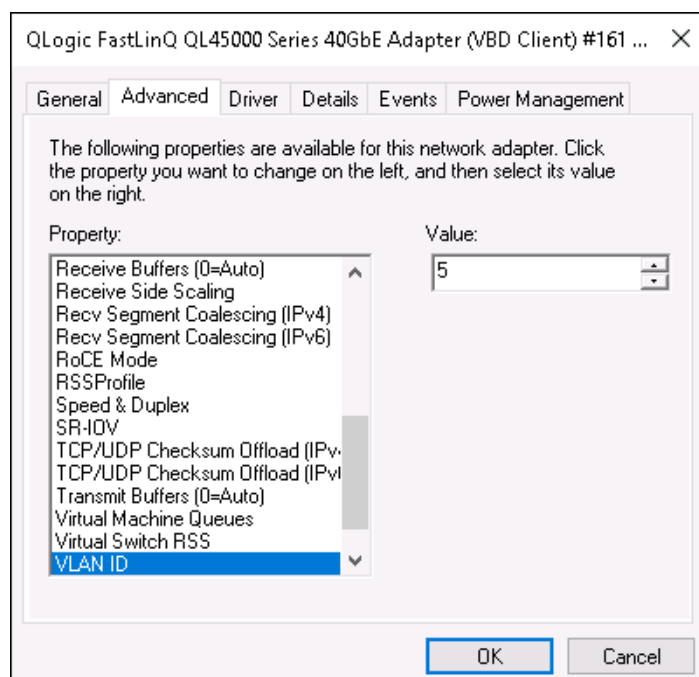 QLogic FastLinQ QL45000 Series 40GbE Adapter (VBD Client) #161 ...
General Advanced Driver Details Events Power Management
The following properties are available for this network adapter. Click
the property you want to change on the left, and then select its value
on the right.
Property:
Value:
Receive Buffers (0=Auto)
Receive Side Scaling
Recv Segment Coalescing (IPv4)
Recv Segment Coalescing (IPv6)
RoCE Mode
RSSProfile
Speed & Duplex
SR-IOV
TCP/UDP Checksum Offload (IPv
TCP/UDP Checksum Offload (IPv
Transmit Buffers (0=Auto)
Virtual Machine Queues
Virtual Switch RSS
VLAN ID
5
OK Cancel